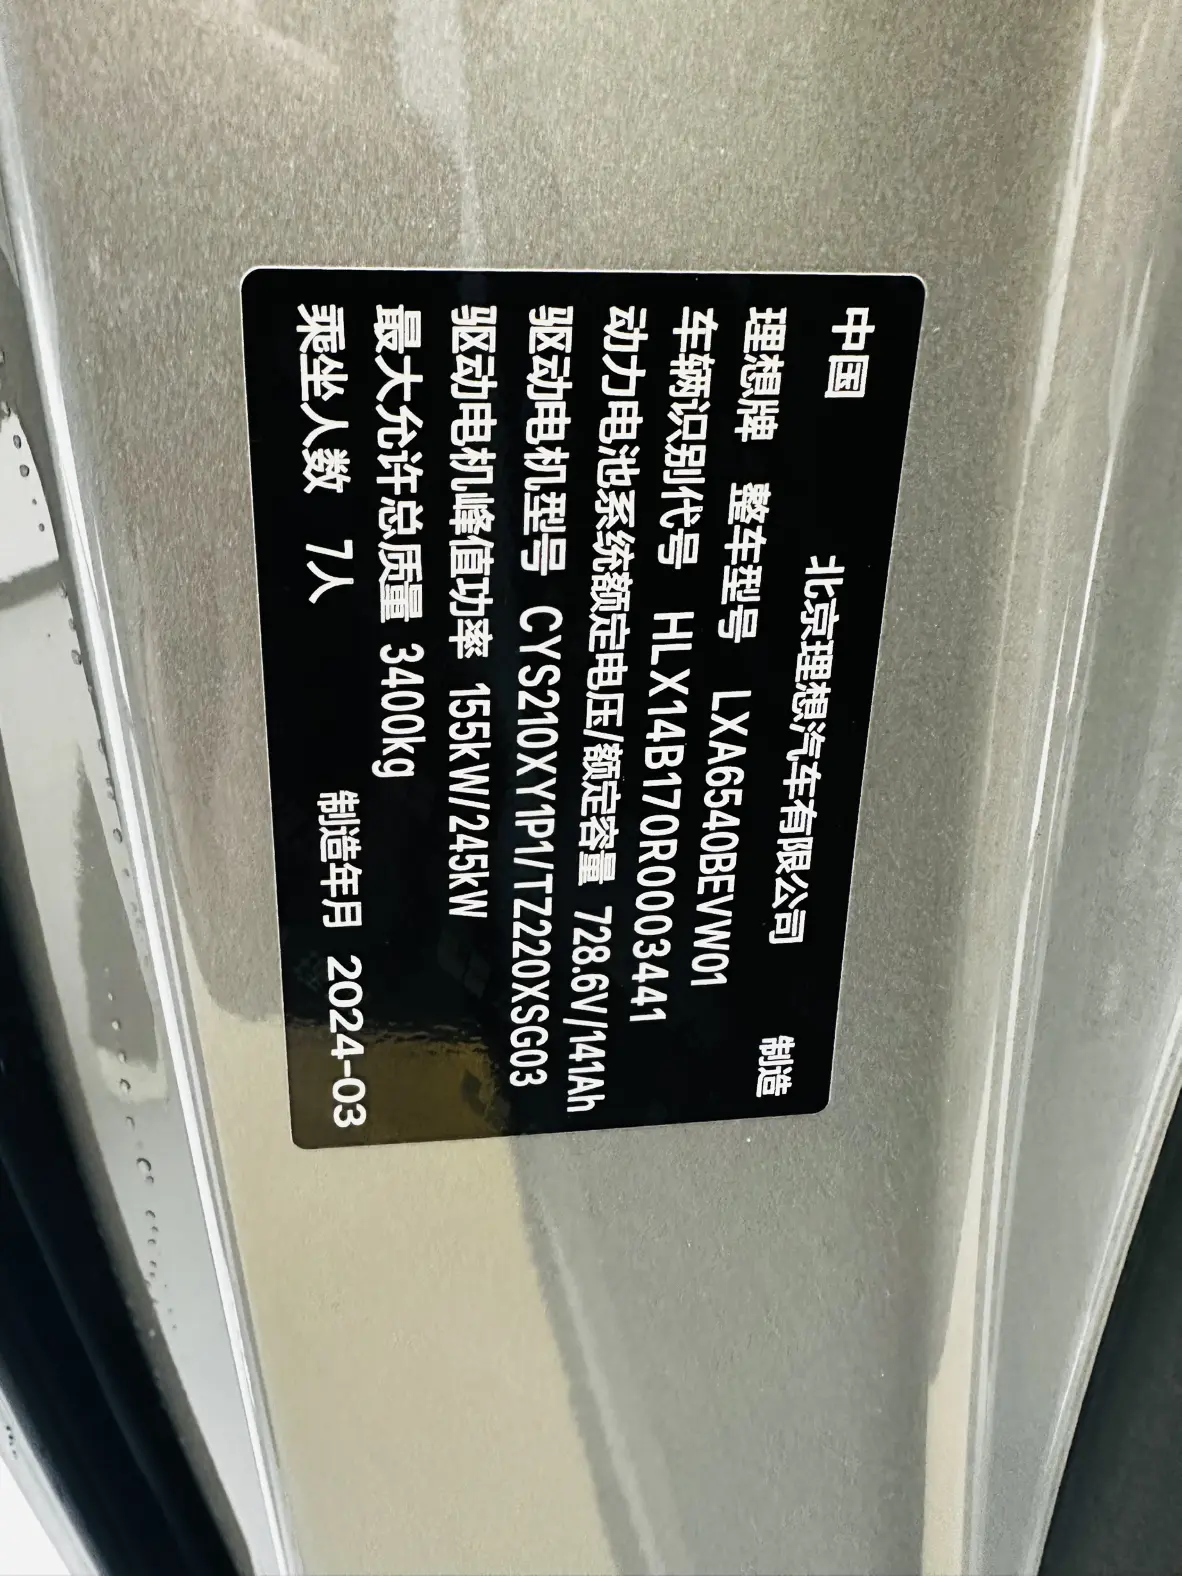 中国 北京理想汽车有限公司 制造
理想牌 整车型号 LXA6540BEVW01
车辆识别代号 HLX14B170R0003441
动力电池系统额定电压/额定容量 728.6V/141Ah
驱动电机型号 CYS210XY1P1/TZ220XSG03
驱动电机峰值功率 155kW/245kW
最大允许总质量 3400kg
乘坐人数 7人 制造年月 2024-03